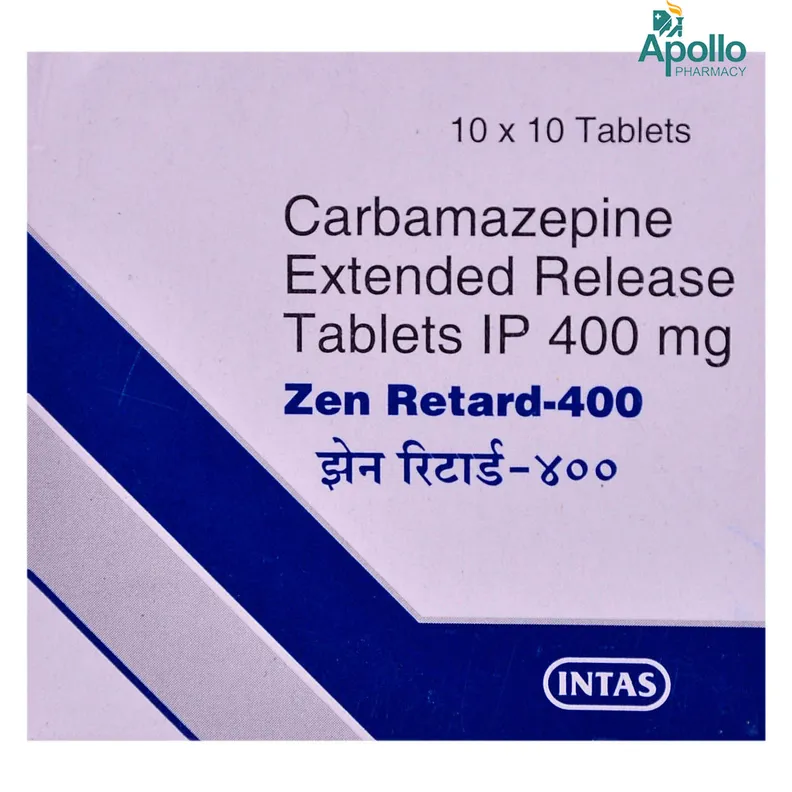 Apollo
PHARMACY
10 x 10 Tablets
Carbamazepine
Extended Release
Tablets IP 400 mg
Zen Retard-400
झेन रिटार्ड-४००
INTAS